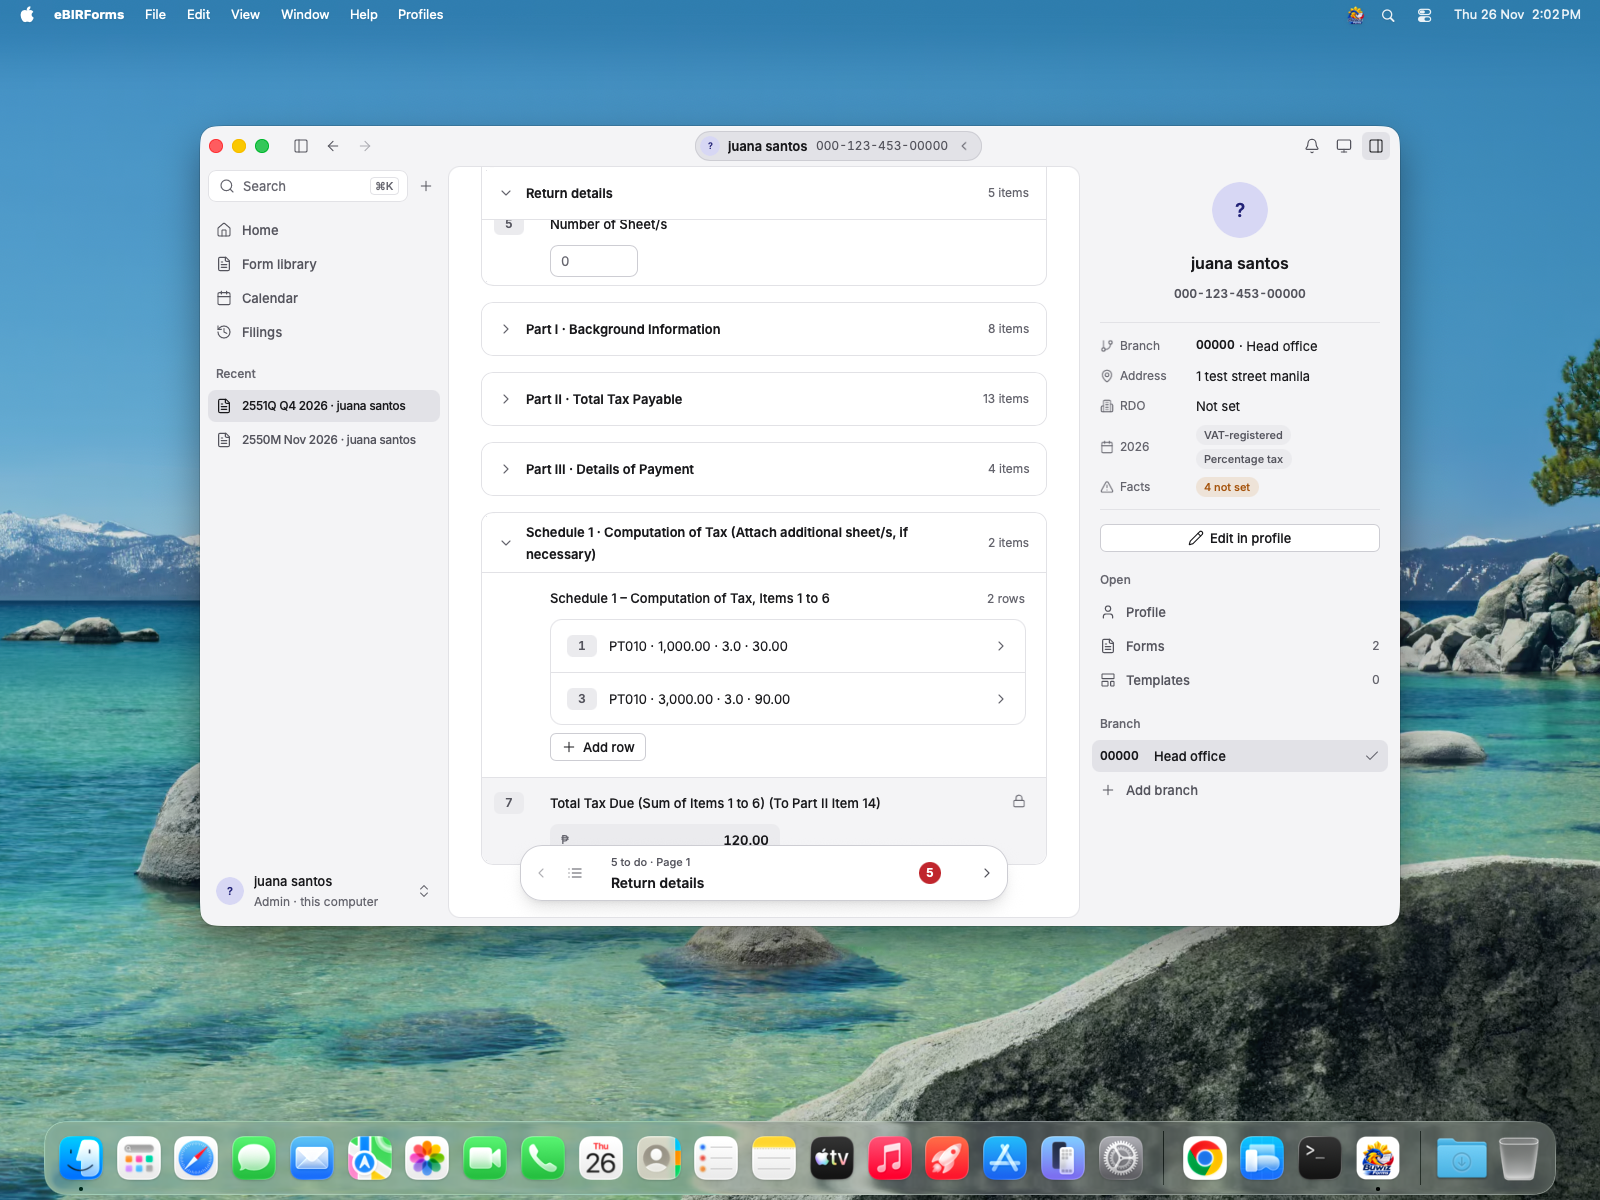 eBIRForms File Edit View Window Help Profiles
Thu 26 Nov 2:02 PM
? juana santos 000-123-453-00000
Search ⌘K
Home
Form library
Calendar
Filings
Recent
2551Q Q4 2026 · juana santos
2550M Nov 2026 · juana santos
? juana santos
Admin · this computer
Return details 5 items
5 Number of Sheet/s
0
Part I · Background Information 8 items
Part II · Total Tax Payable 13 items
Part III · Details of Payment 4 items
Schedule 1 · Computation of Tax (Attach additional sheet/s, if
necessary) 2 items
Schedule 1 – Computation of Tax, Items 1 to 6 2 rows
1 PT010 · 1,000.00 · 3.0 · 30.00
3 PT010 · 3,000.00 · 3.0 · 90.00
Add row
7 Total Tax Due (Sum of Items 1 to 6) (To Part II Item 14)
₱ 120.00
5 to do · Page 1
Return details 5
?
juana santos
000-123-453-00000
Branch 00000 · Head office
Address 1 test street manila
RDO Not set
2026 VAT-registered
Percentage tax
Facts 4 not set
Edit in profile
Open
Profile
Forms 2
Templates 0
Branch
00000 Head office
Add branch
Thu
26
tv
>_